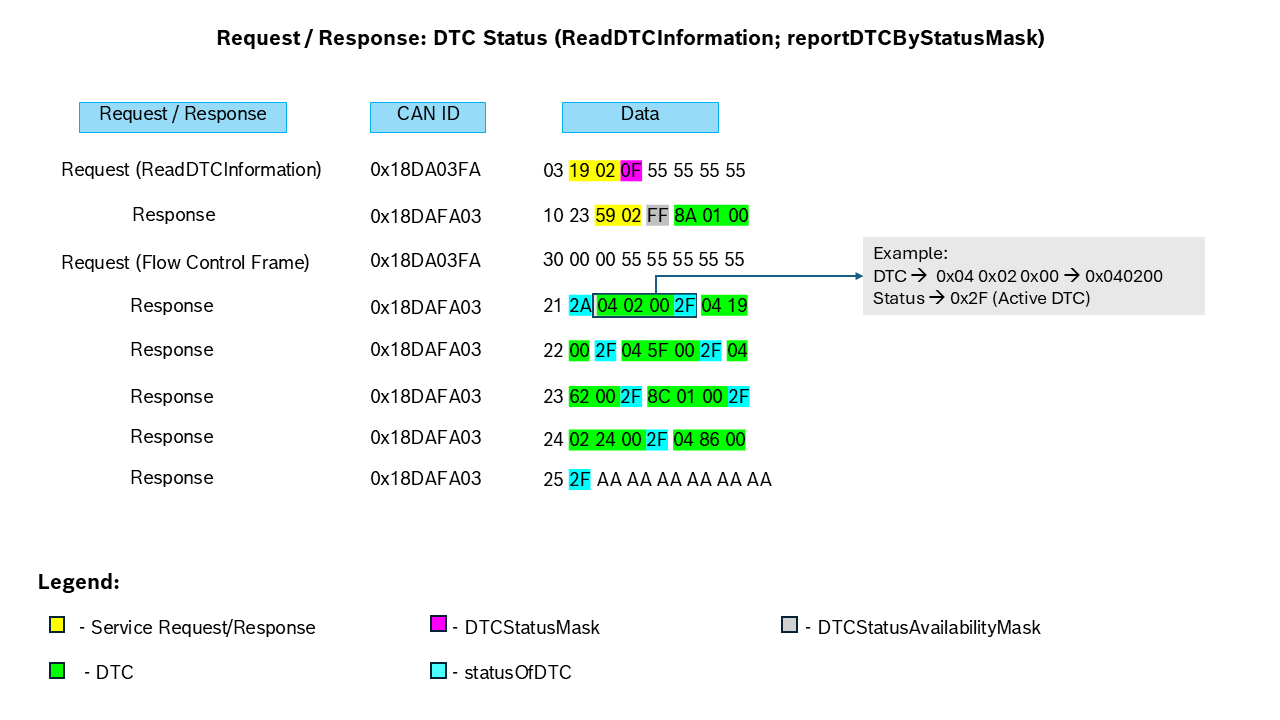 Request / Response: DTC Status (ReadDTCInformation; reportDTCByStatusMask)
Request / Response CAN ID Data
Request (ReadDTCInformation) 0x18DA03FA 03 19 02 0F 55 55 55 55
Response 0x18DAFA03 10 23 59 02 FF 8A 01 00
Request (Flow Control Frame) 0x18DA03FA 30 00 00 55 55 55 55 55
Example:
DTC → 0x04 0x02 0x00 → 0x040200
Status → 0x2F (Active DTC)
Response 0x18DAFA03 21 2A 04 02 00 2F 04 19
Response 0x18DAFA03 22 00 2F 04 5F 00 2F 04
Response 0x18DAFA03 23 62 00 2F 8C 01 00 2F
Response 0x18DAFA03 24 02 24 00 2F 04 86 00
Response 0x18DAFA03 25 2F AA AA AA AA AA AA
Legend:
- Service Request/Response - DTCStatusMask - DTCStatusAvailabilityMask
- DTC - statusOfDTC